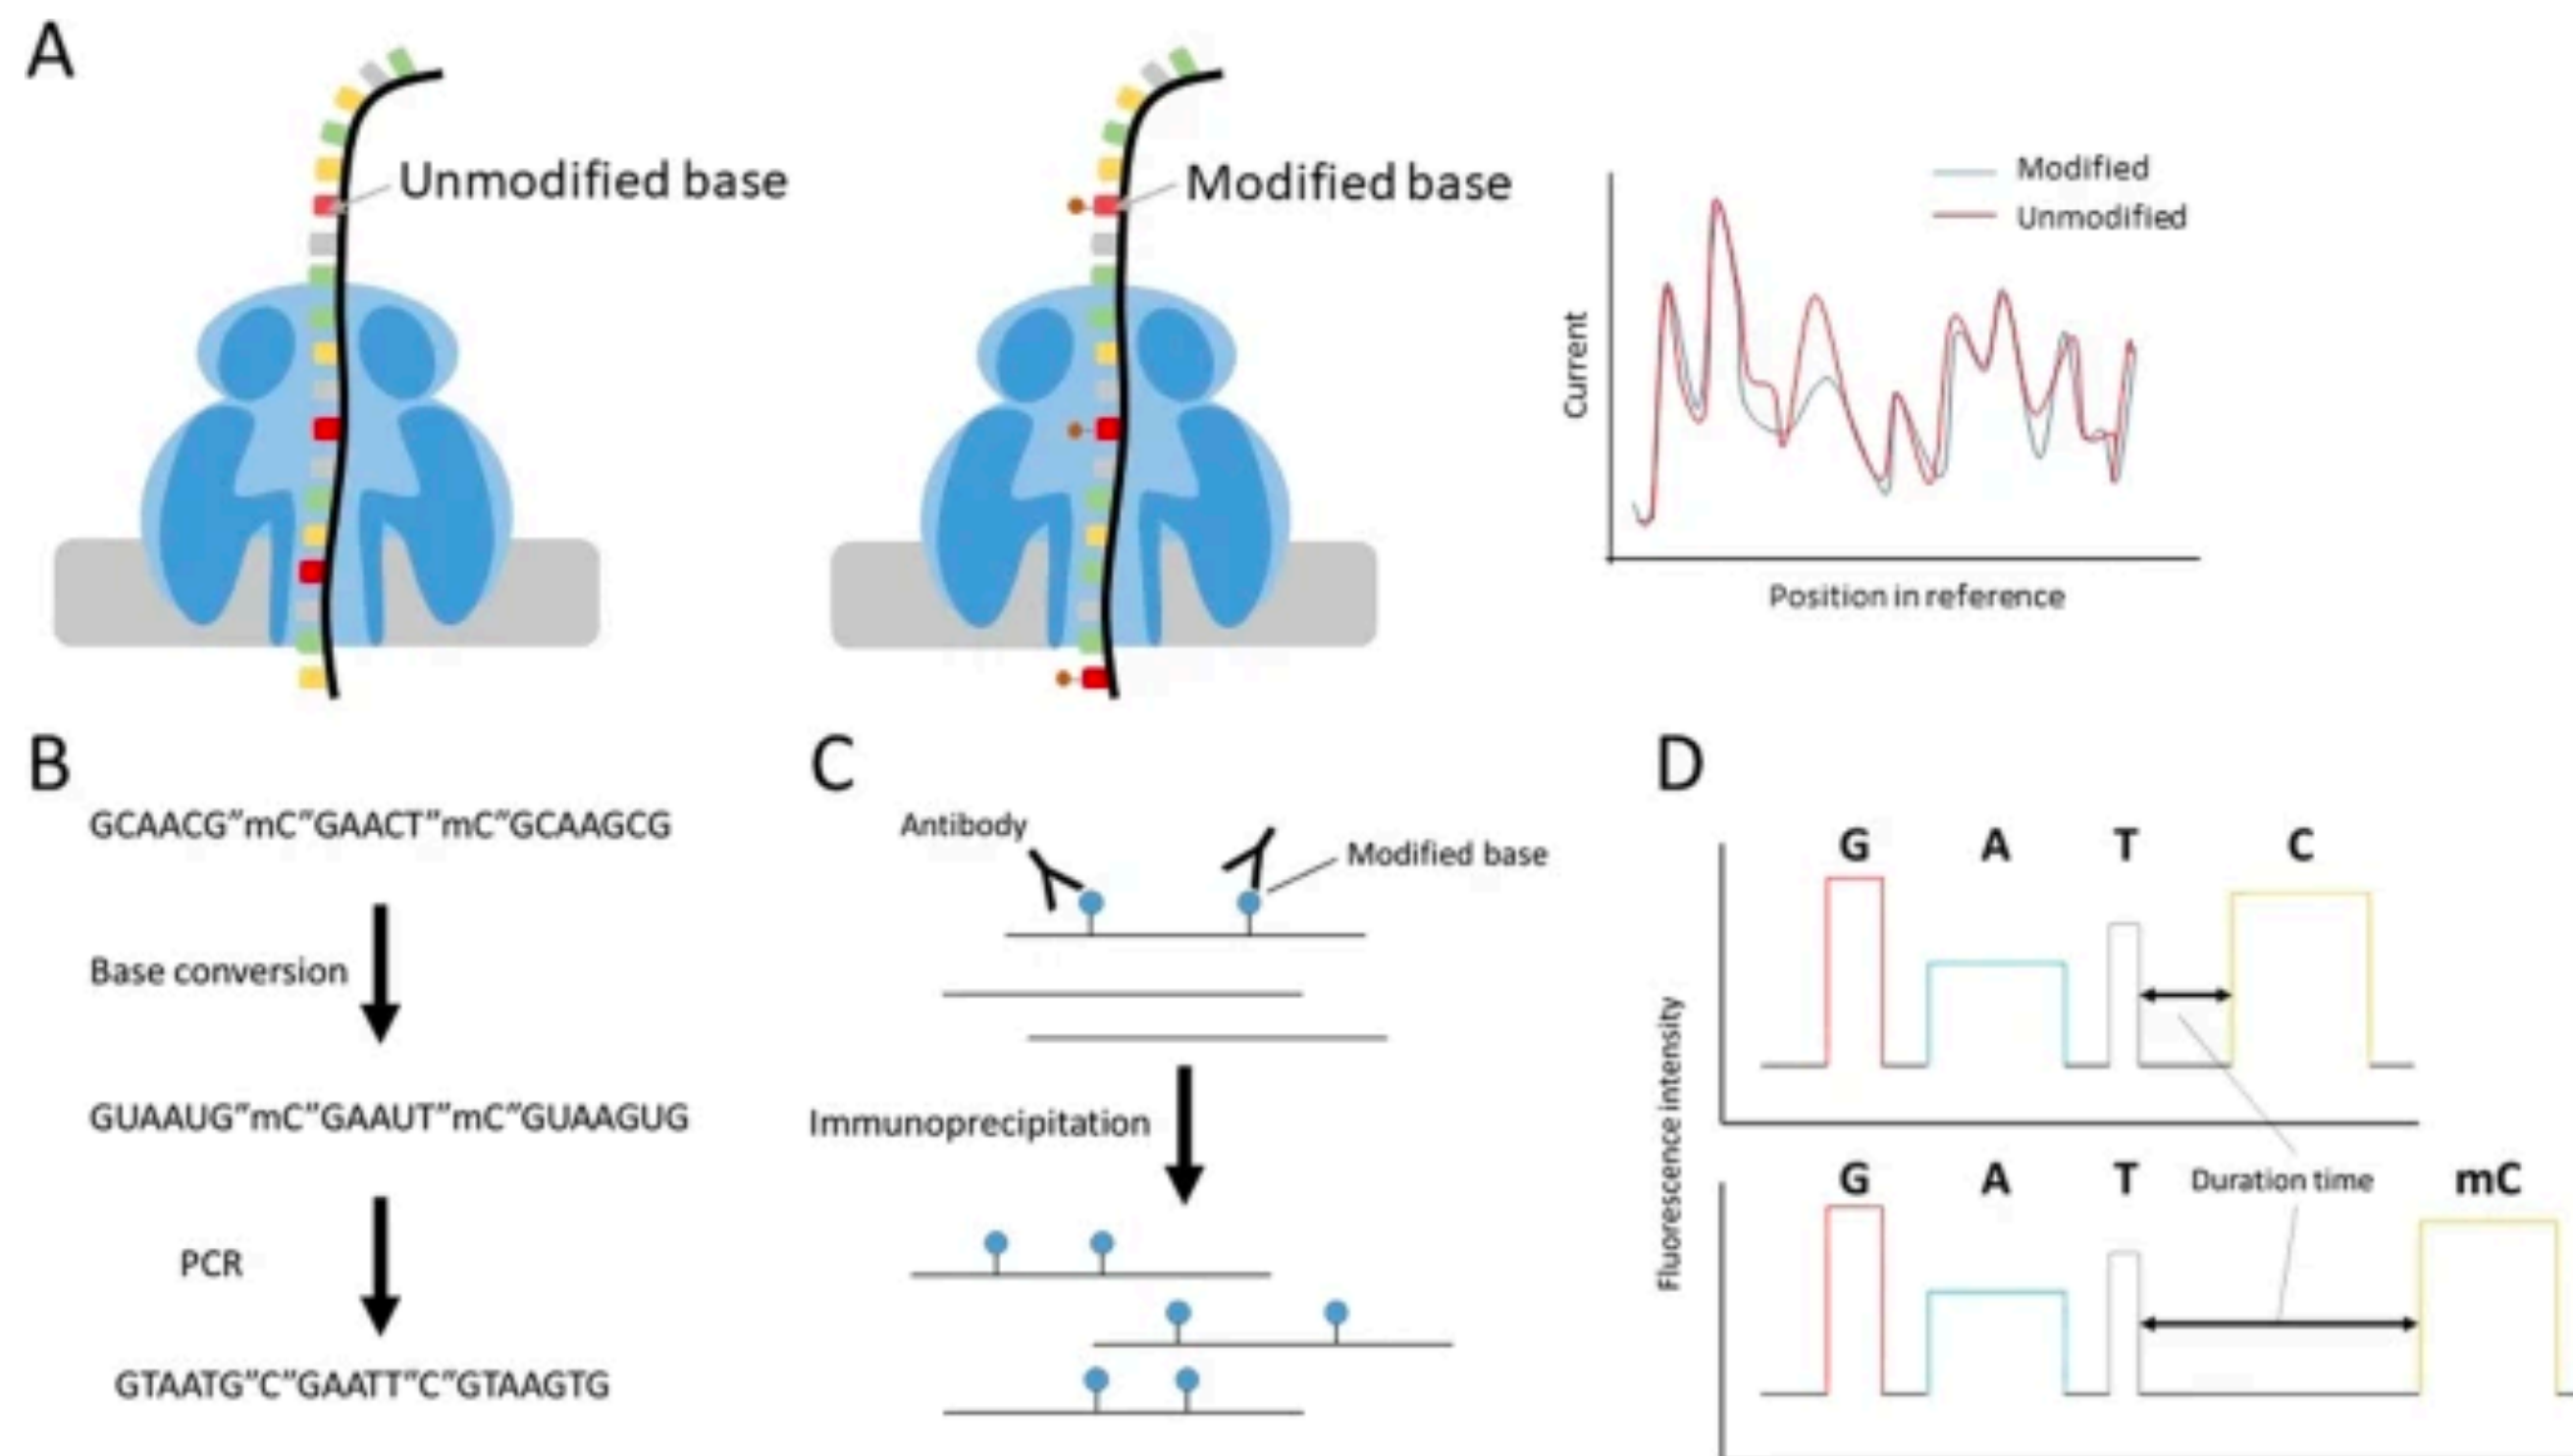 A
Unmodified base
Modified base
Modified
Unmodified
Current
Position in reference
B
GCAACG”mC”GAACT”mC”GCAAGCG
Base conversion
GUAAUG”mC”GAAUT”mC”GUAAGUG
PCR
GTAATG”C”GAATT”C”GTAAGTG
C
Antibody
Modified base
Immunoprecipitation
D
G A T C
Fluorescence intensity
Duration time
G A T mC